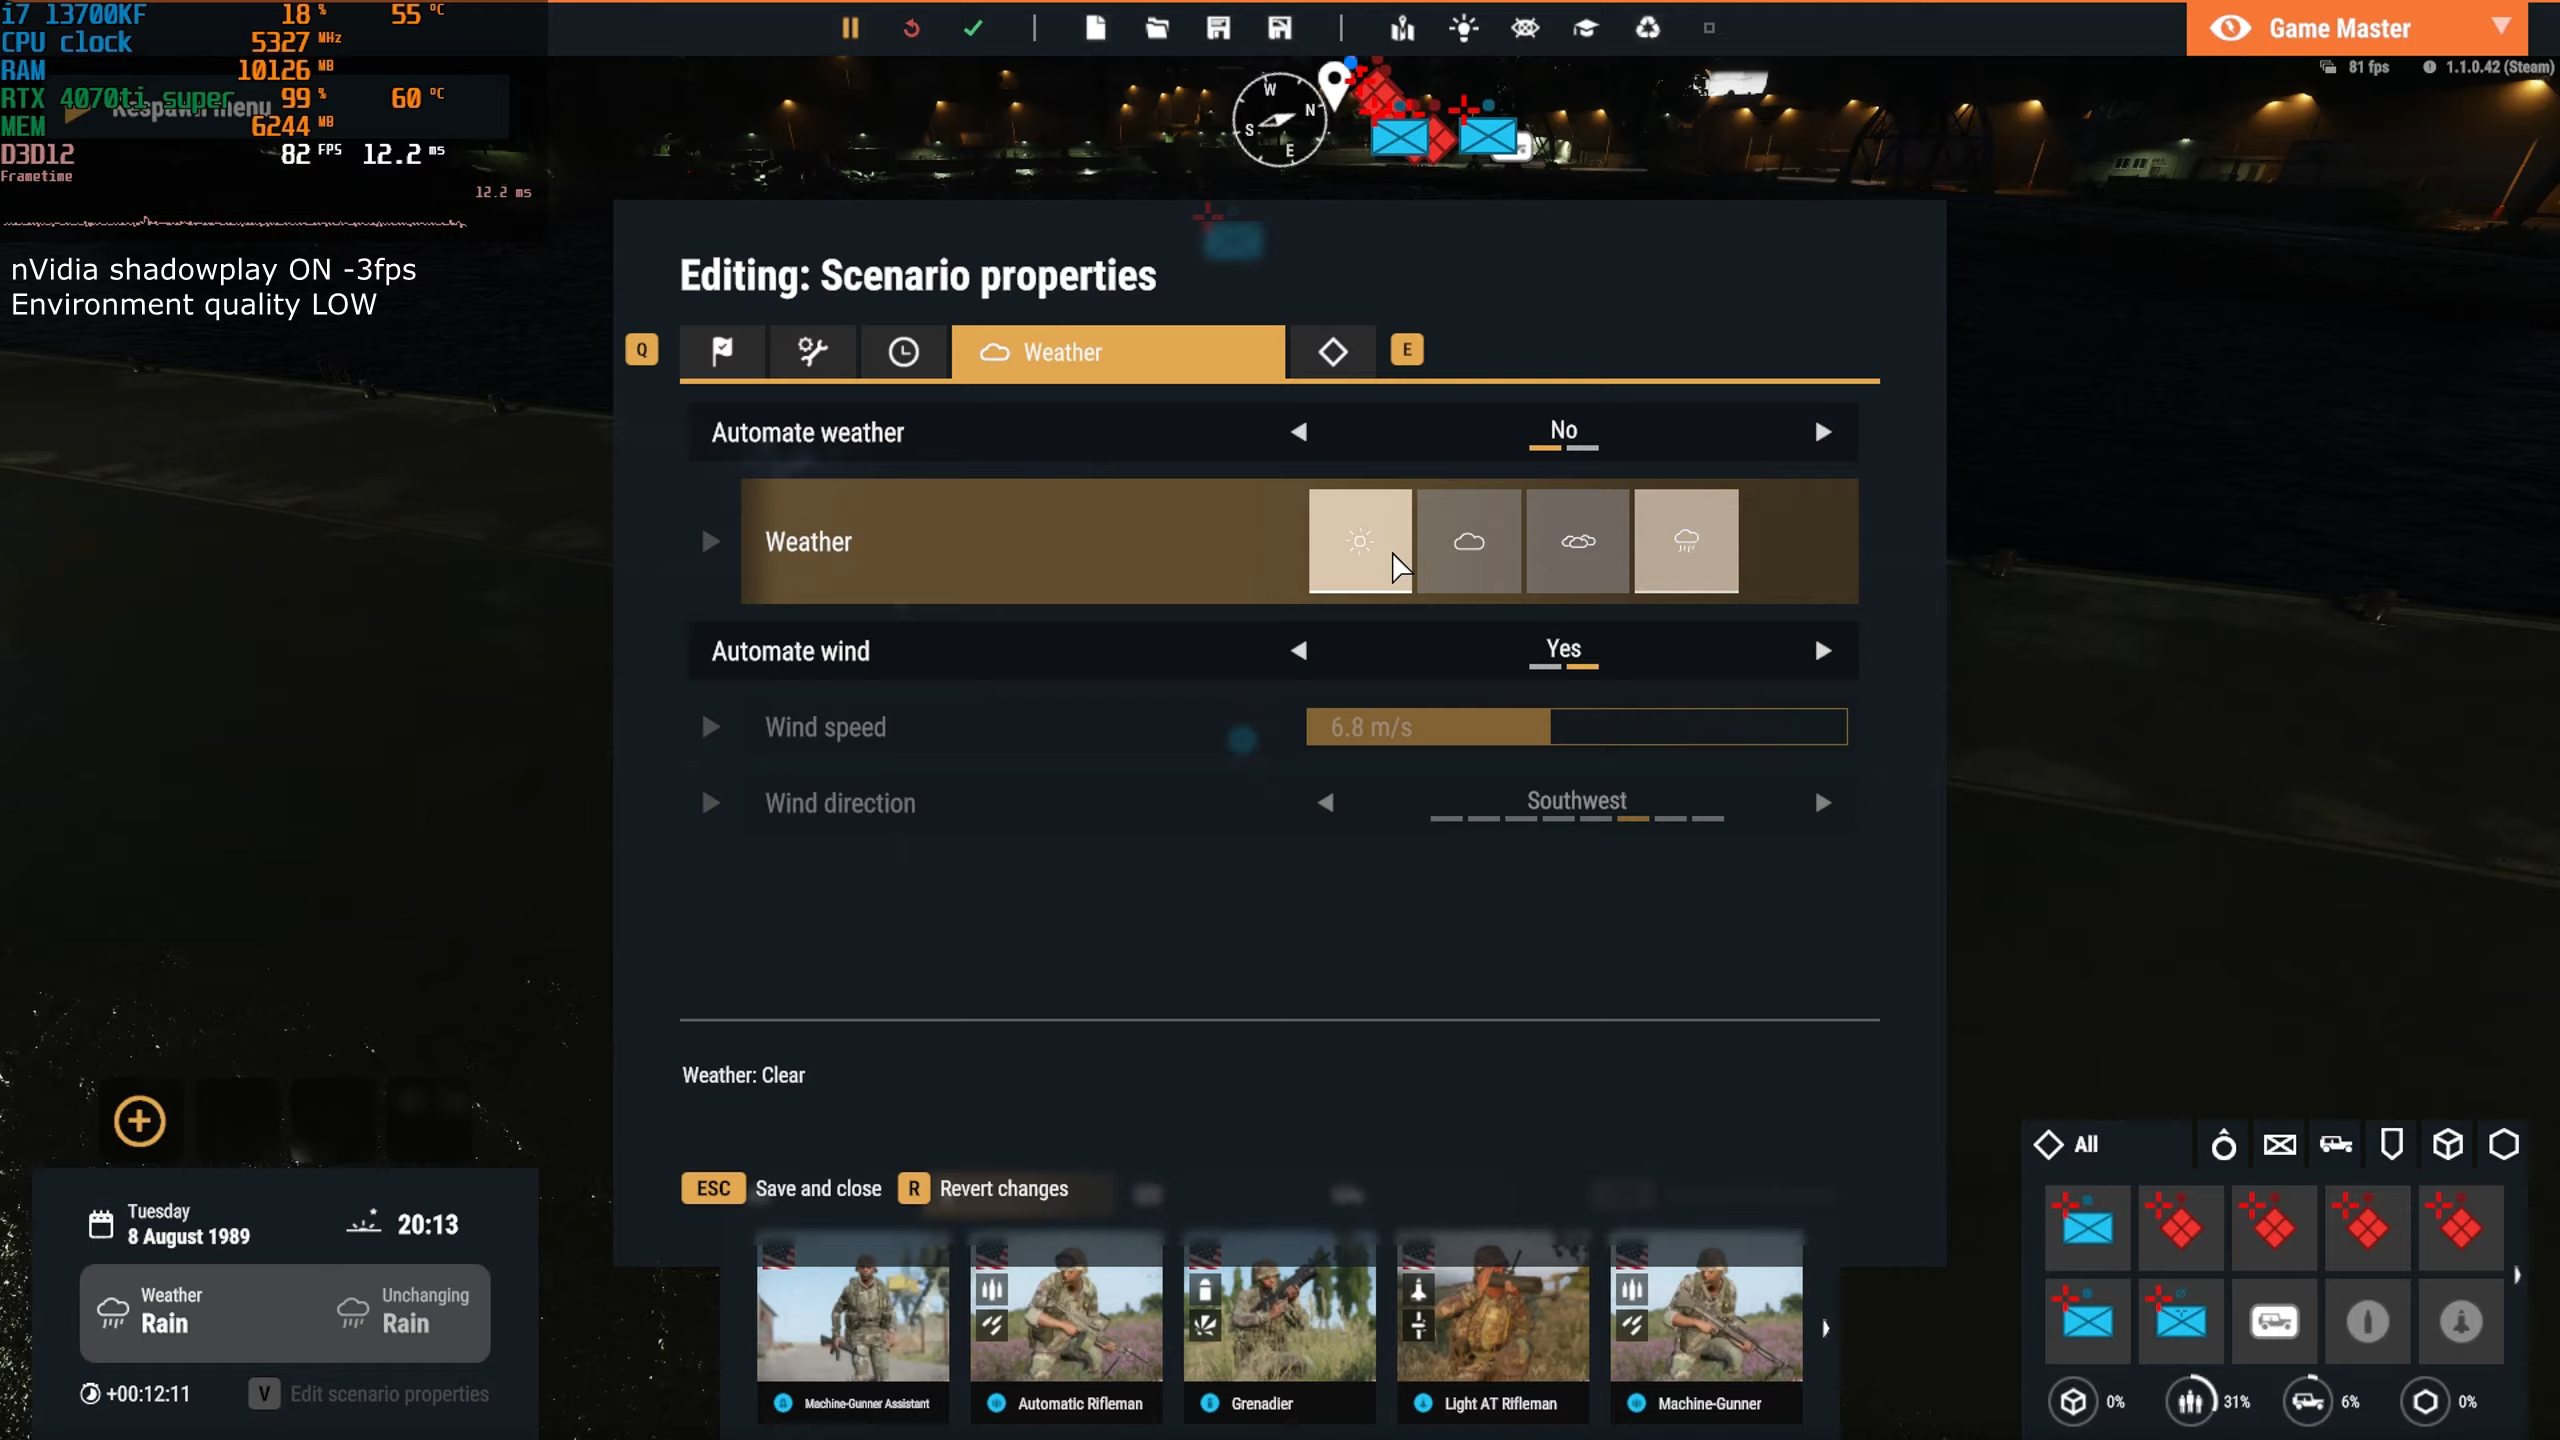 i7 13700KF 18 % 55 °C
CPU clock 5327 MHz
RAM 10126 MB
RTX 4070ti super 99 % 60 °C
Respawn menu
MEM 6244 MB
D3D12 82 FPS 12.2 ms
Frametime
12.2 ms
nVidia shadowplay ON -3fps
Environment quality LOW
Game Master
81 fps 1.1.0.42 (Steam)
W
N
S
E
Editing: Scenario properties
Q
Weather
E
Automate weather
No
Weather
Automate wind
Yes
Wind speed
6.8 m/s
Wind direction
Southwest
Weather: Clear
ESC Save and close R Revert changes
Tuesday
8 August 1989
20:13
Weather
Rain
Unchanging
Rain
+00:12:11
V Edit scenario properties
Machine-Gunner Assistant
Automatic Rifleman
Grenadier
Light AT Rifleman
Machine-Gunner
All
0%
31%
6%
0%